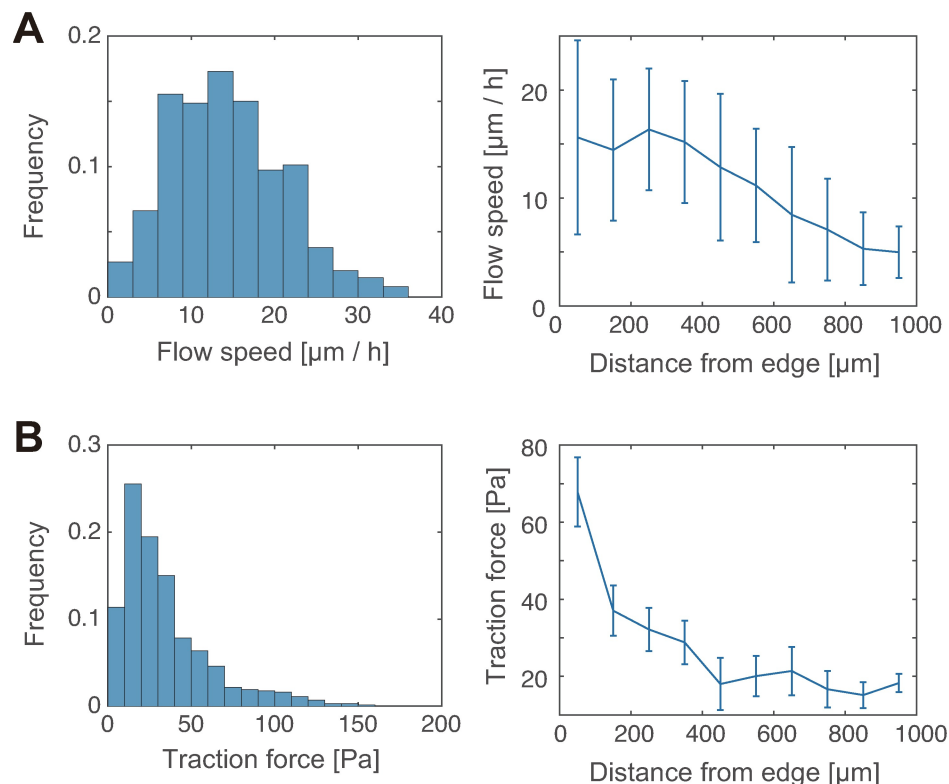 A
0.2
0.1
0
Frequency
0 10 20 30 40
Flow speed [µm / h]
20
10
0
Flow speed [µm / h]
0 200 400 600 800 1000
Distance from edge [µm]
B
0.3
0.2
0.1
0
Frequency
0 50 100 150 200
Traction force [Pa]
80
60
40
20
Traction force [Pa]
0 200 400 600 800 1000
Distance from edge [µm]